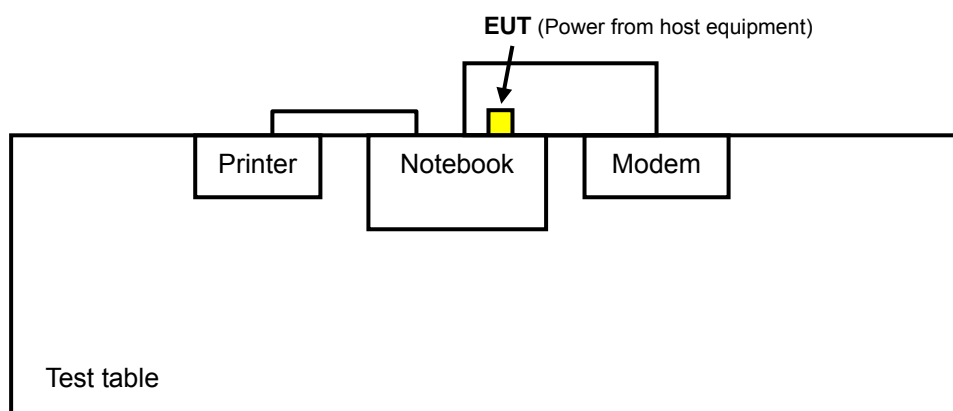 EUT (Power from host equipment)
Printer
Notebook
Modem
Test table